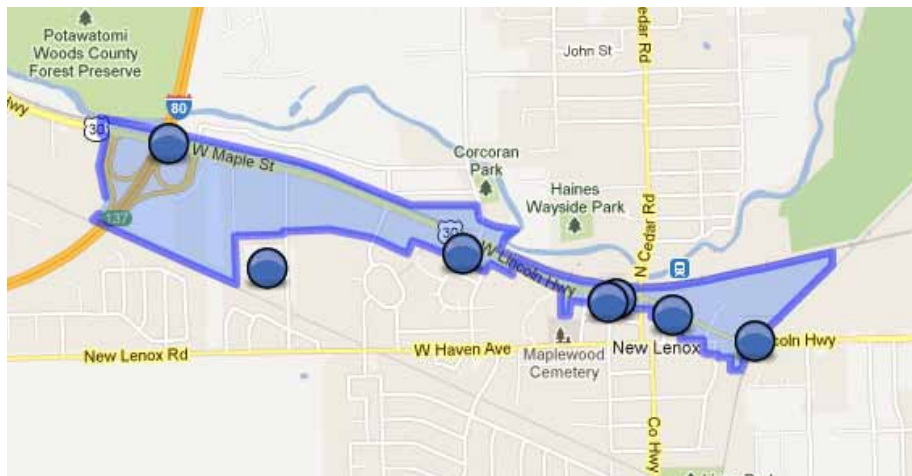 Potawatomi
Woods County
Forest Preserve
80
John St
edar Rd
Hwy
30
W Maple St
Corcoran
Park
Haines
Wayside Park
137
30
W Lincoln Hwy
N Cedar Rd
New Lenox Rd
W Haven Ave
Maplewood
Cemetery
New Lenox
coln Hwy
Co Hwy